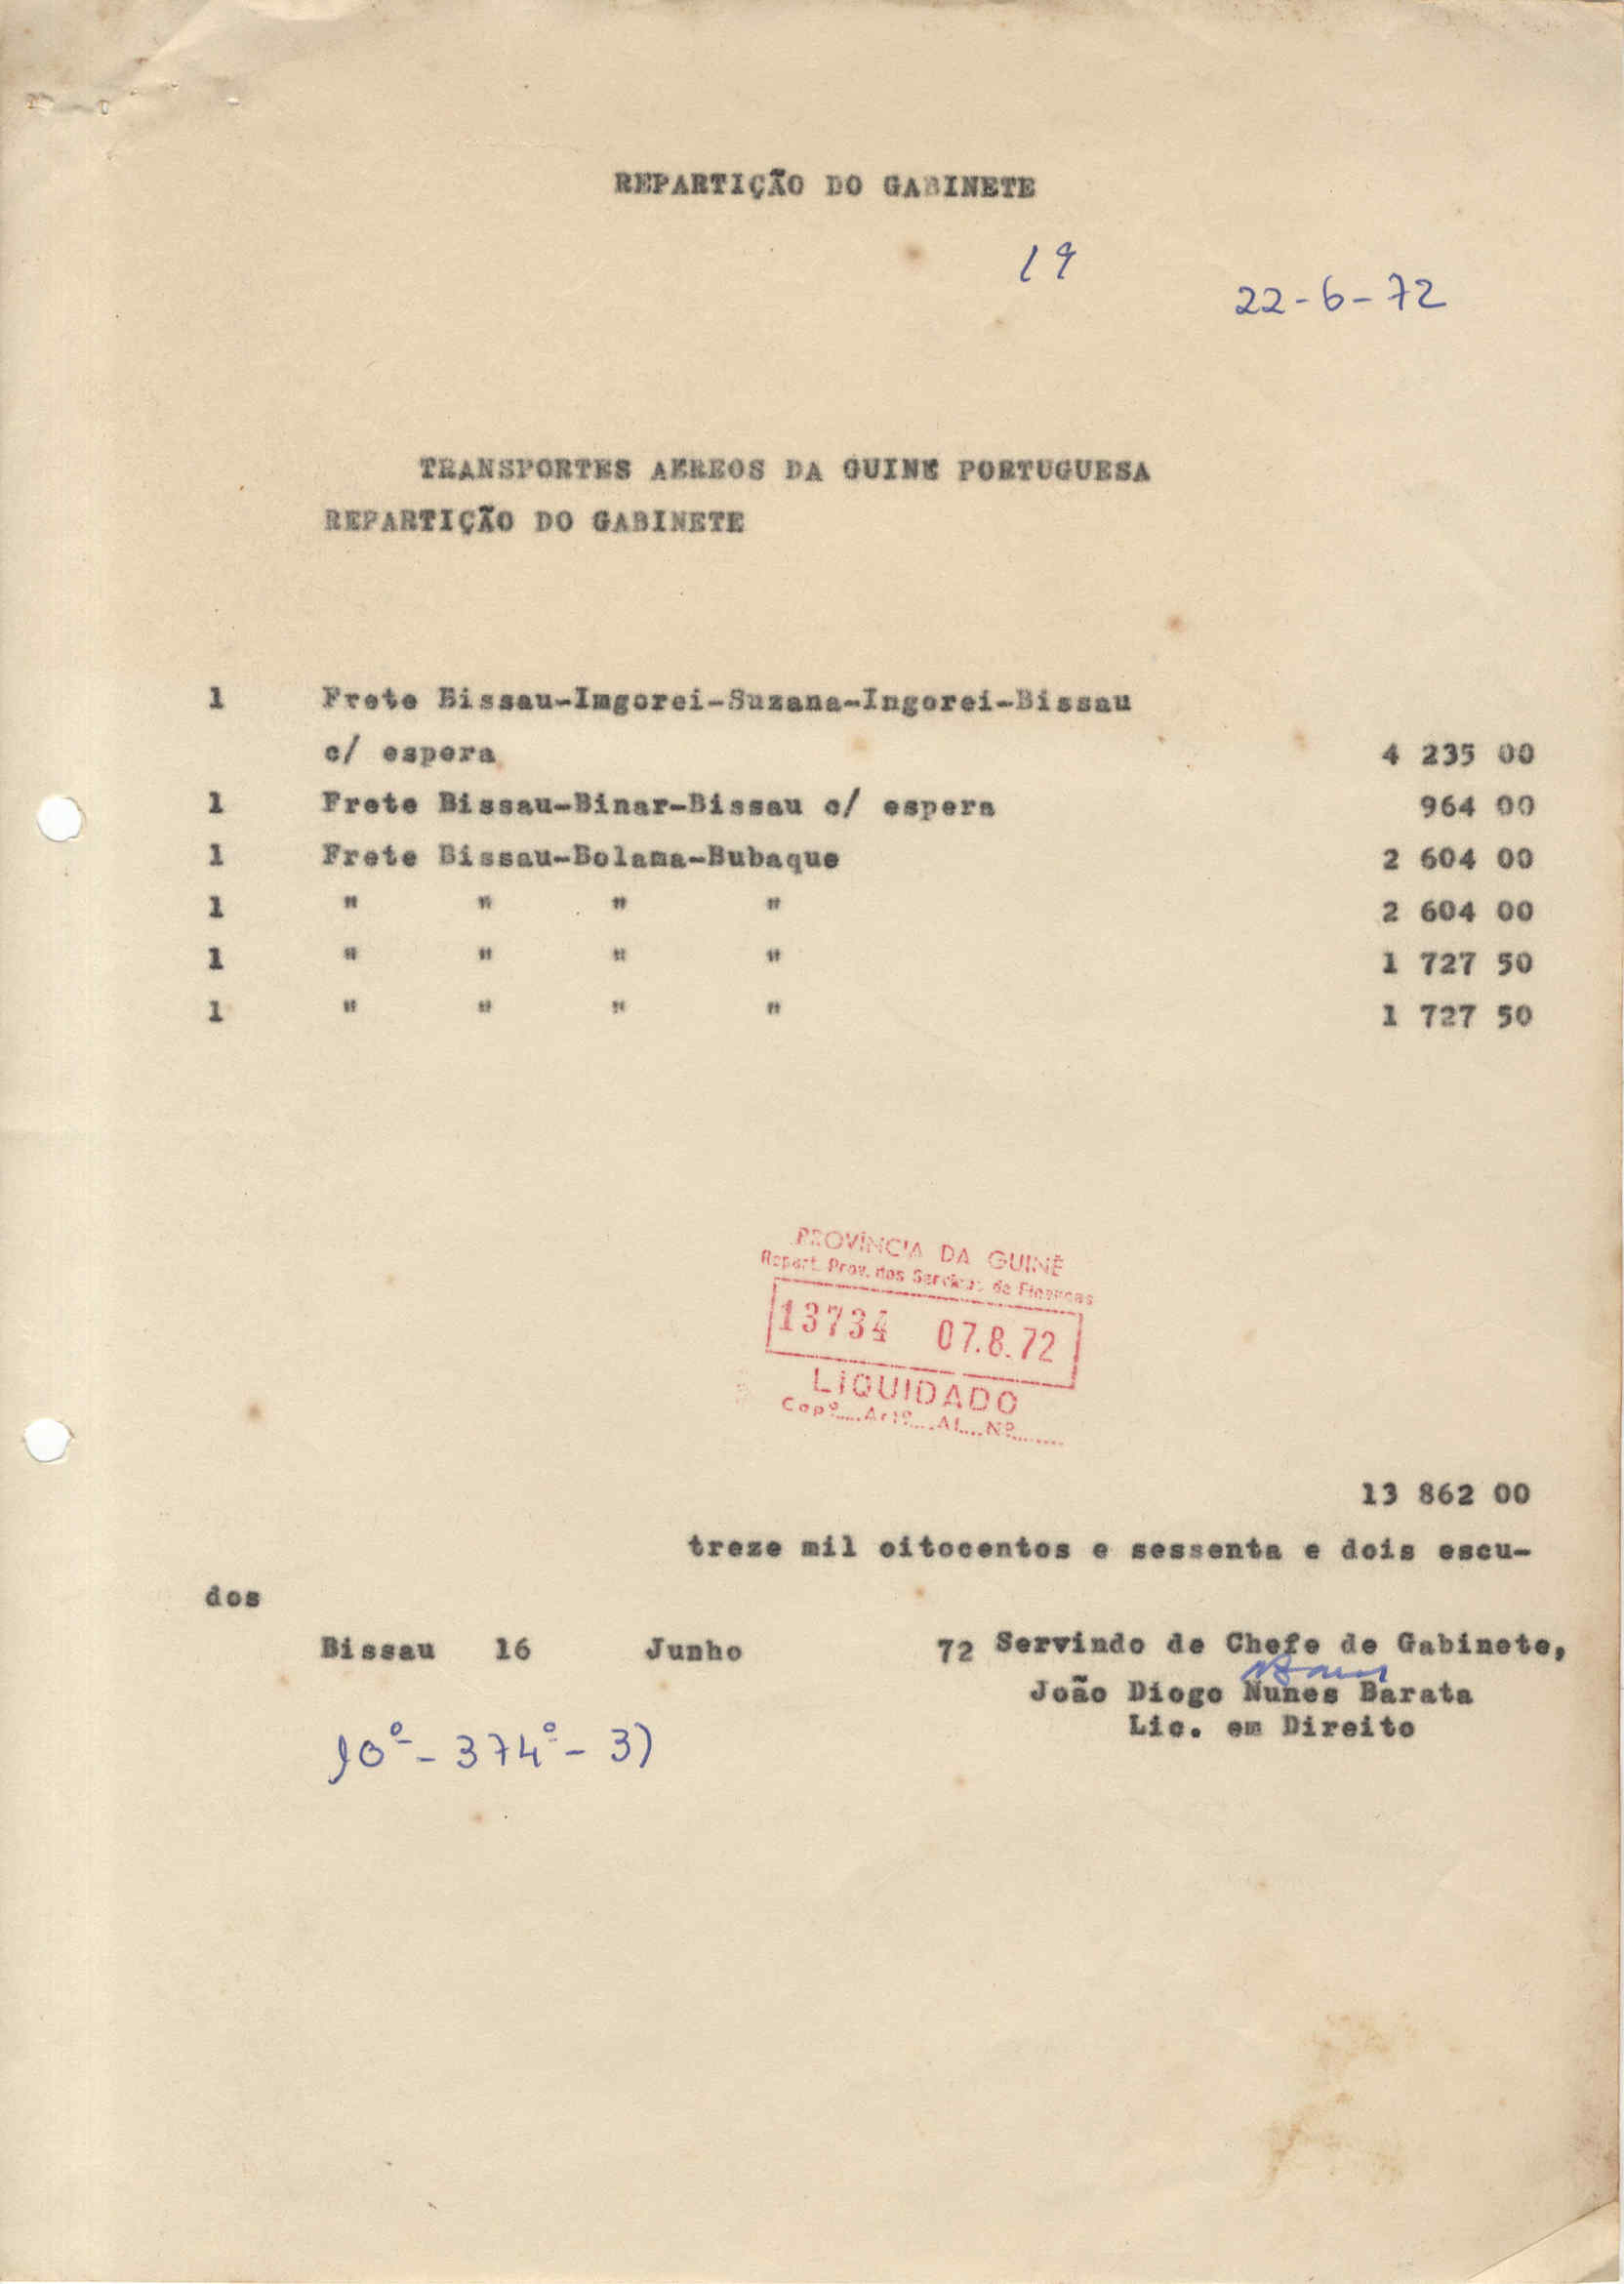 REPARTIÇÃO DO GABINETE
19
22-6-72
TRANSPORTES AEREOS DA GUINE PORTUGUESA
REPARTIÇÃO DO GABINETE
1 Frete Bissau-Imgorei-Suzana-Ingorei-Bissau
c/ espera 4 235 00
1 Frete Bissau-Binar-Bissau c/ espera 964 00
1 Frete Bissau-Bolama-Bubaque 2 604 00
1 " " " " 2 604 00
1 " " " " 1 727 50
1 " " " " 1 727 50
PROVÍNCIA DA GUINÉ
Repart. Prov. dos Serviços de Finanças
13734 07.8.72
LIQUIDADO
Capº.....Artº.....Al.....Nº........
13 862 00
treze mil oitocentos e sessenta e dois escu-
dos
Bissau 16 Junho 72 Servindo de Chefe de Gabinete,
João Diogo Nunes Barata
Lic. em Direito
10º - 374º - 3)